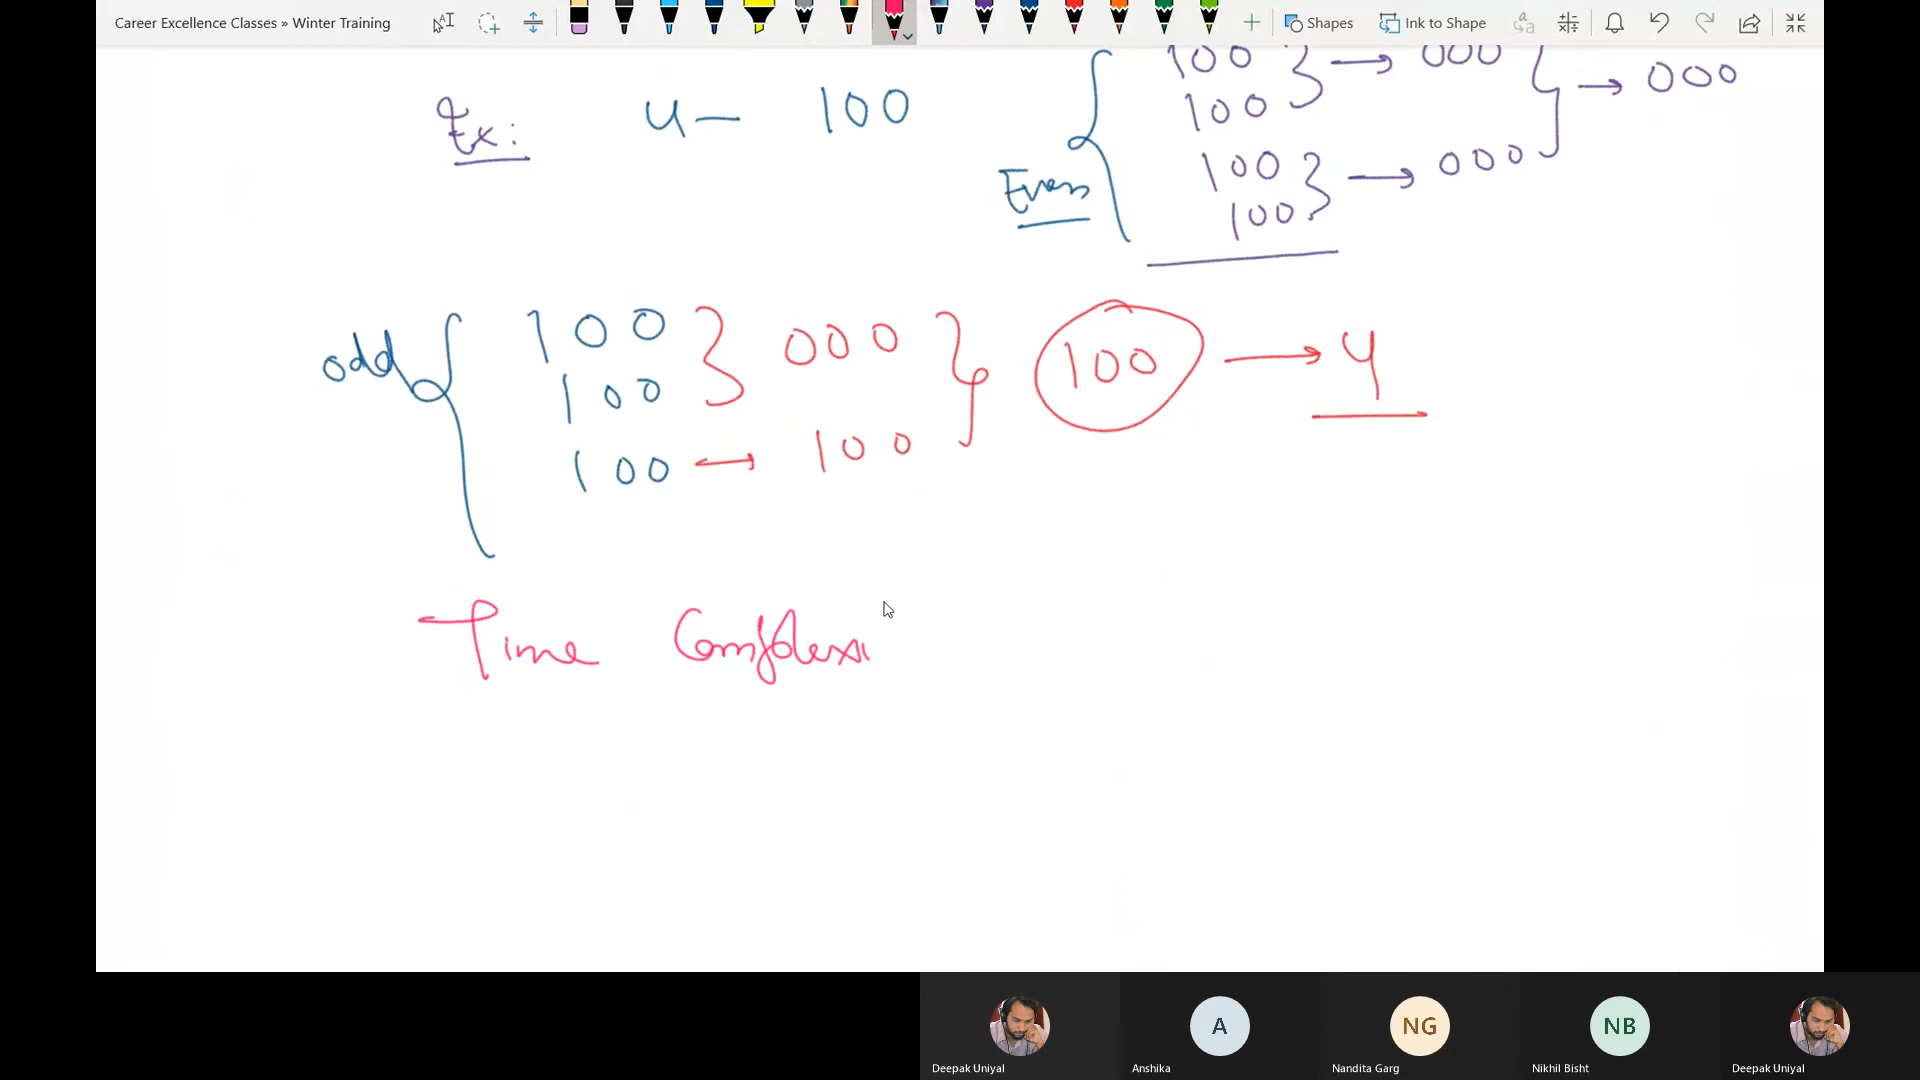 Career Excellence Classes » Winter Training
Shapes
Ink to Shape
Ex:
4 — 100
Even
100 } → 000
100
100 } → 000
100
} → 000
odd
100 } 000
100
100 ↔ 100
} 100 → 4
Time Complexi
Deepak Uniyal
A
Anshika
NG
Nandita Garg
NB
Nikhil Bisht
Deepak Uniyal